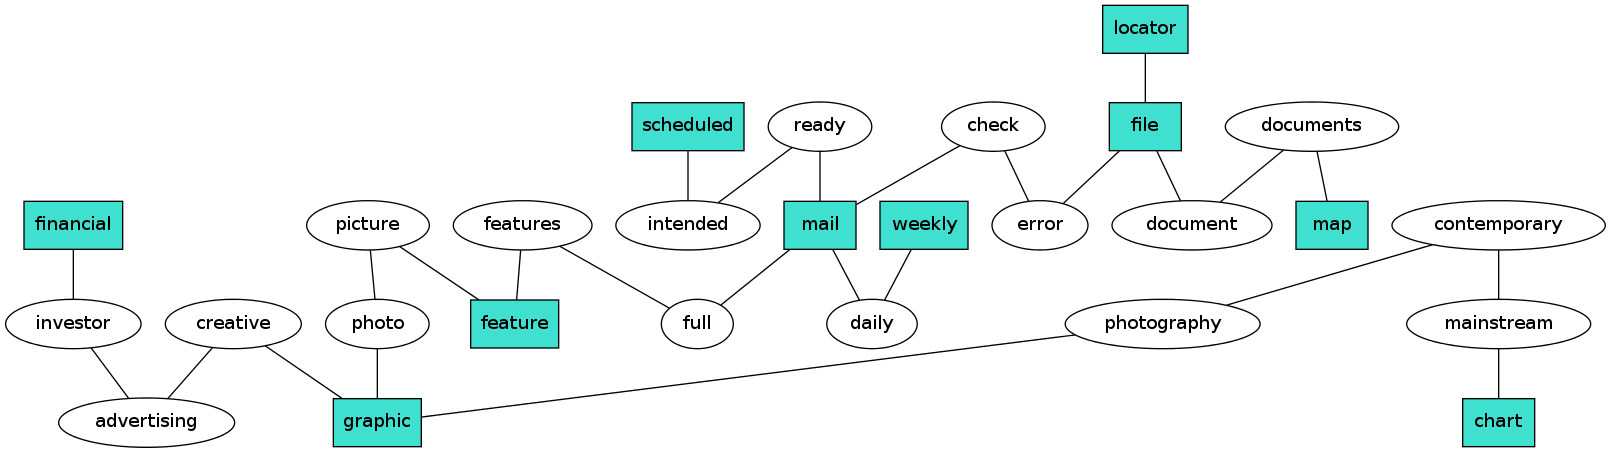 locator
scheduled
ready
check
file
documents
financial
picture
features
intended
mail
weekly
error
document
map
contemporary
investor
creative
photo
feature
full
daily
photography
mainstream
advertising
graphic
chart